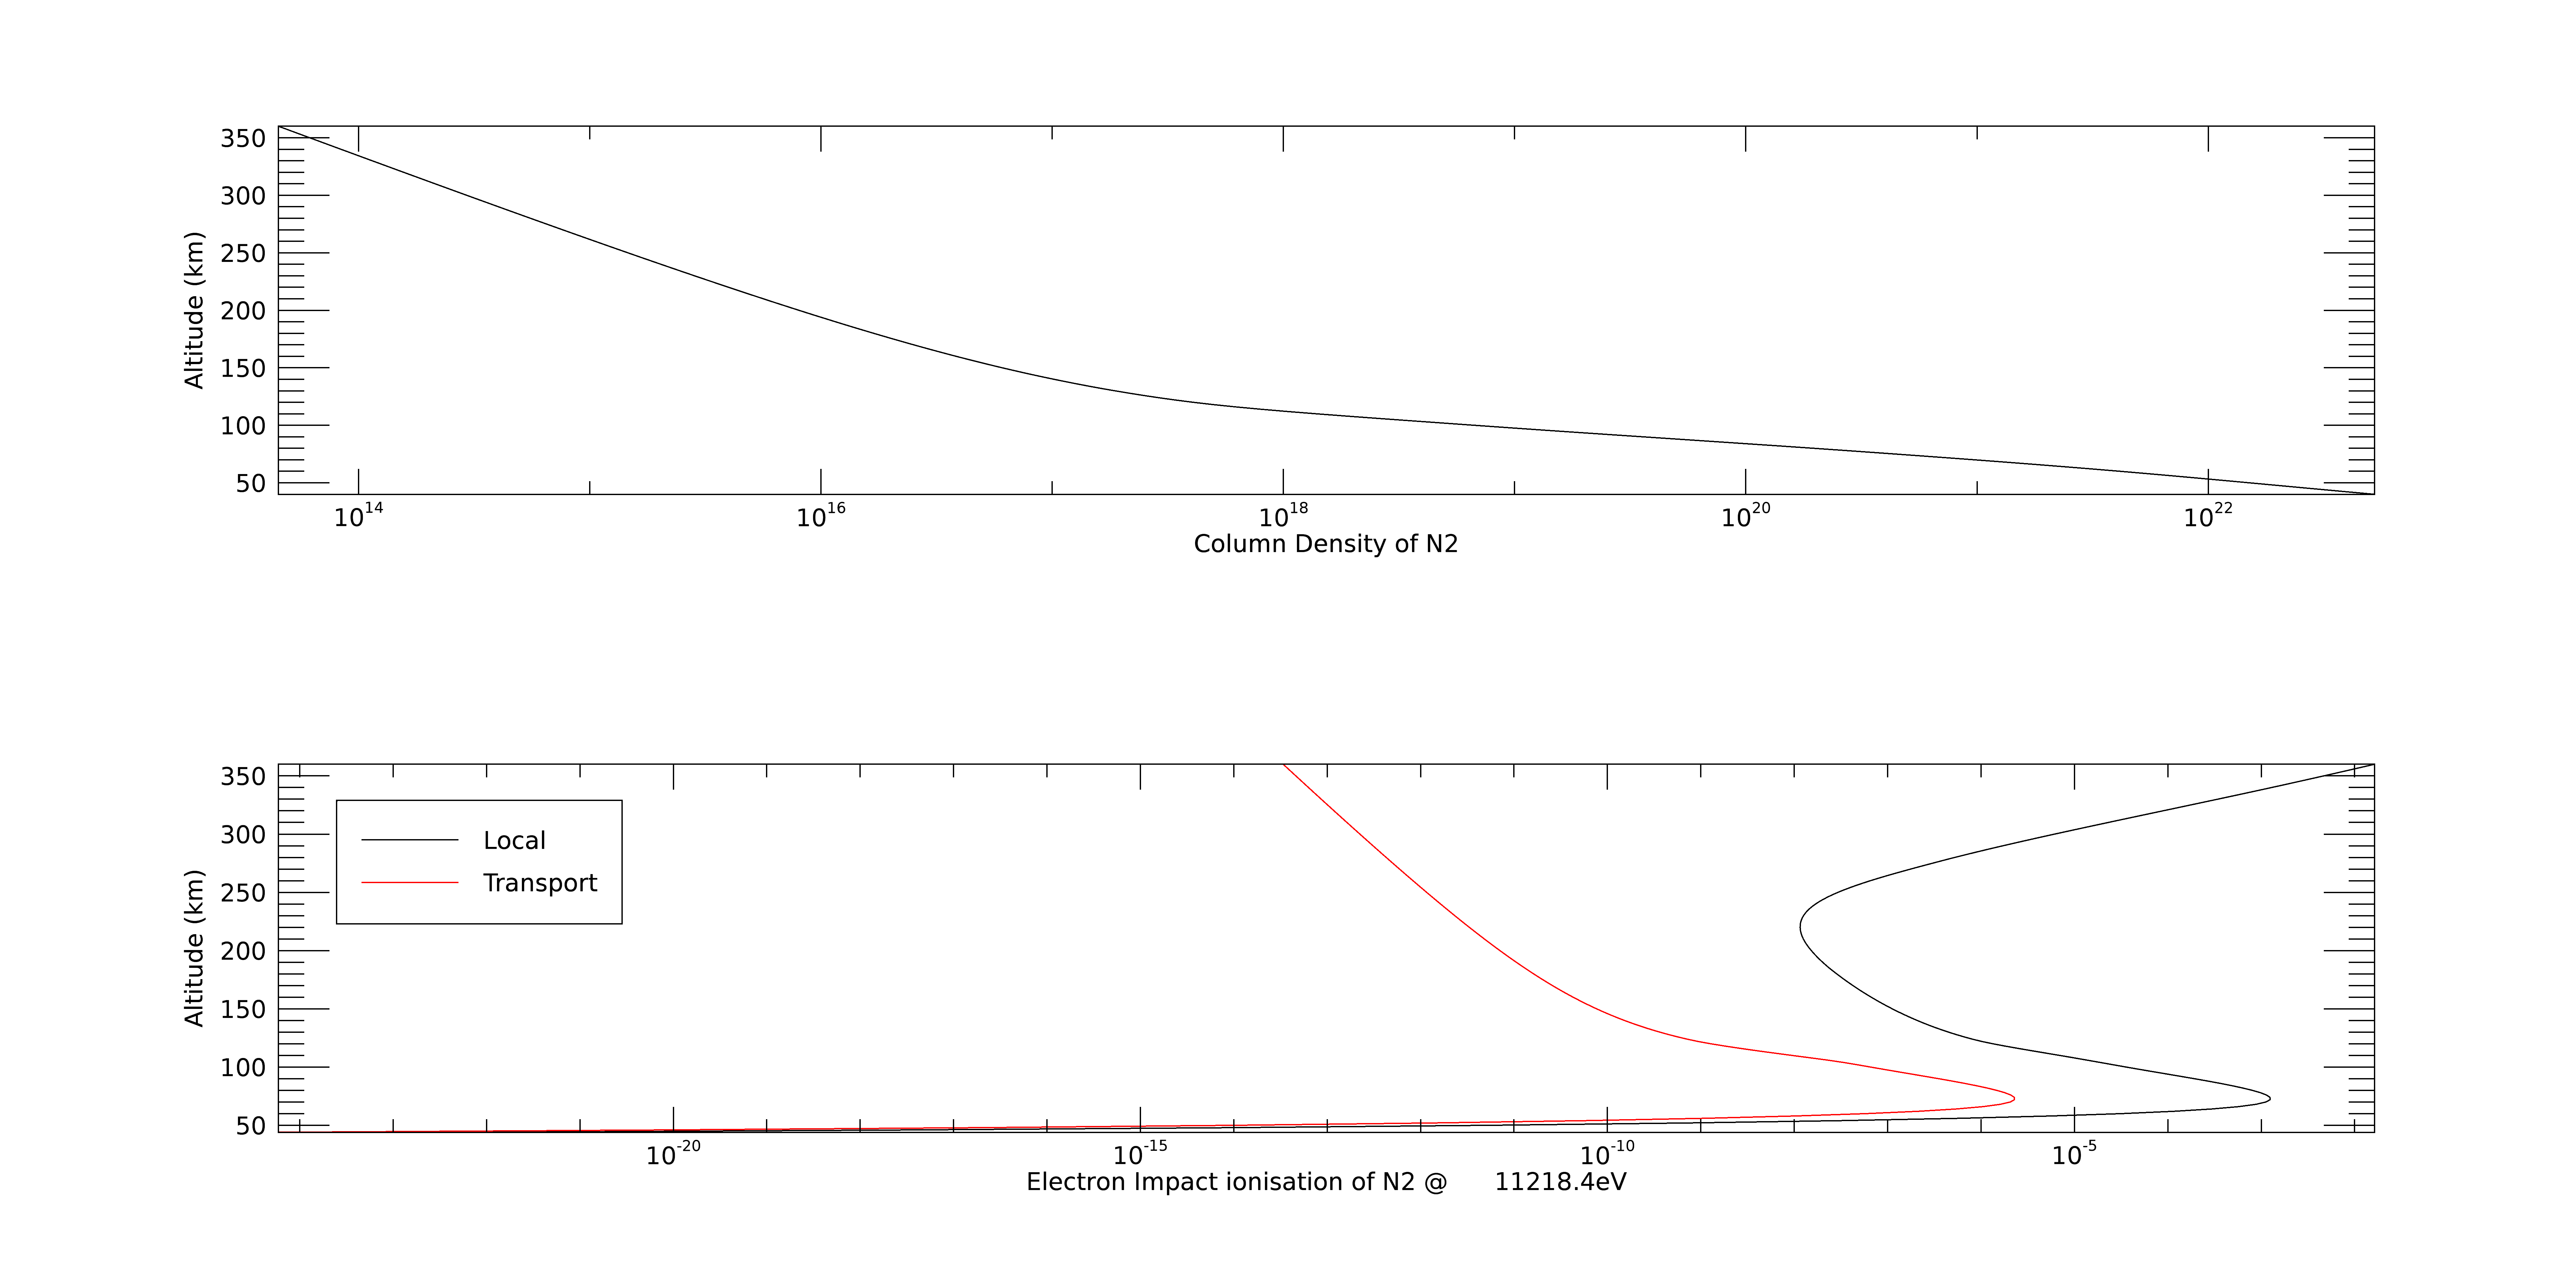 350
300
250
200
150
100
50
Altitude (km)
10^14 10^16 10^18 10^20 10^22
Column Density of N2
350
300
250
200
150
100
50
Altitude (km)
Local
Transport
10^-20 10^-15 10^-10 10^-5
Electron Impact ionisation of N2 @ 11218.4eV